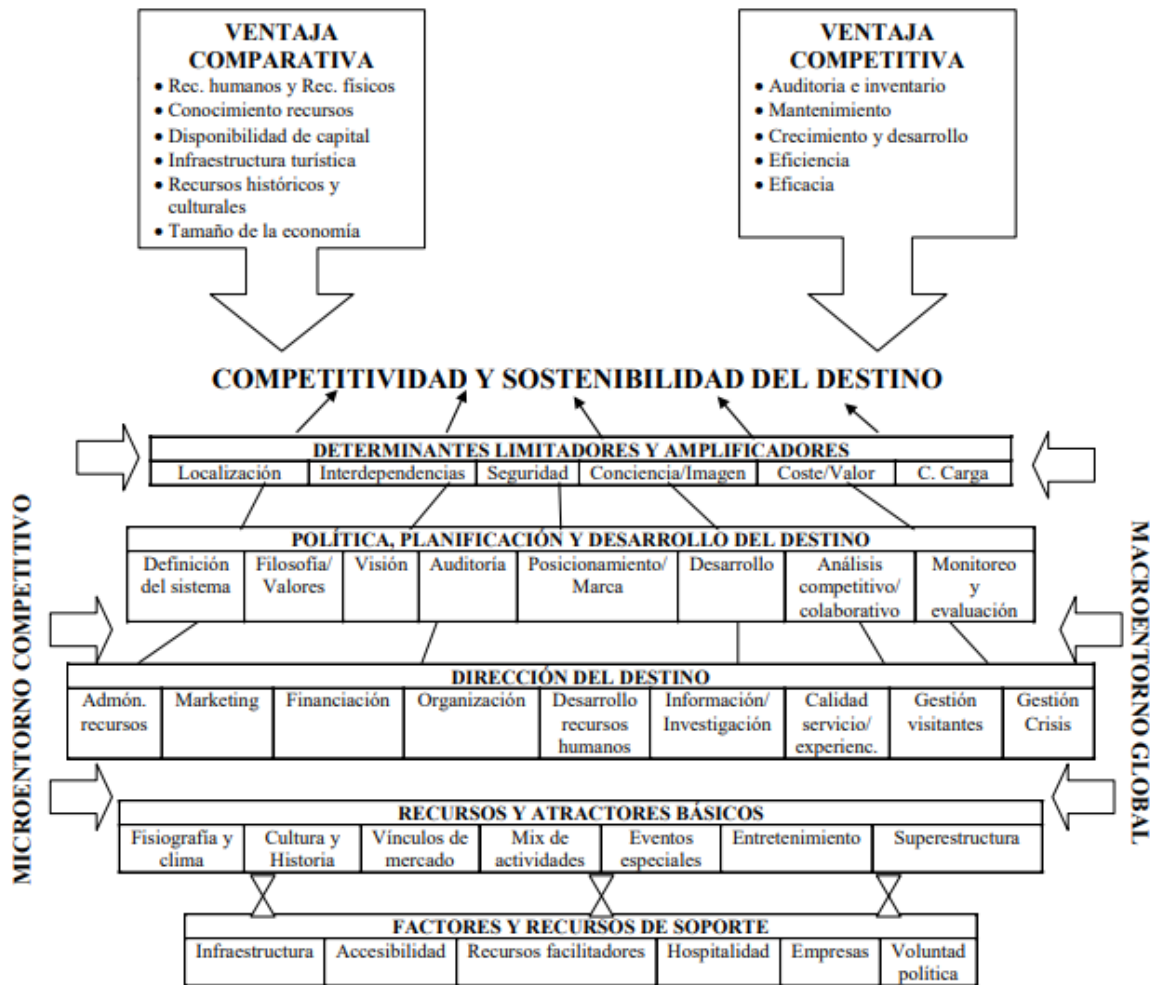 VENTAJA
COMPARATIVA
• Rec. humanos y Rec. físicos
• Conocimiento recursos
• Disponibilidad de capital
• Infraestructura turística
• Recursos históricos y
culturales
• Tamaño de la economía
VENTAJA
COMPETITIVA
• Auditoria e inventario
• Mantenimiento
• Crecimiento y desarrollo
• Eficiencia
• Eficacia
COMPETITIVIDAD Y SOSTENIBILIDAD DEL DESTINO
DETERMINANTES LIMITADORES Y AMPLIFICADORES
Localización Interdependencias Seguridad Conciencia/Imagen Coste/Valor C. Carga
POLÍTICA, PLANIFICACIÓN Y DESARROLLO DEL DESTINO
Definición Filosofía/ Visión Auditoría Posicionamiento/ Desarrollo Análisis Monitoreo
del sistema Valores Marca competitivo/ y
colaborativo evaluación
DIRECCIÓN DEL DESTINO
Admón. Marketing Financiación Organización Desarrollo Información/ Calidad Gestión Gestión
recursos recursos Investigación servicio/ visitantes Crisis
humanos experienc.
RECURSOS Y ATRACTORES BÁSICOS
Fisiografía y Cultura y Vínculos de Mix de Eventos Entretenimiento Superestructura
clima Historia mercado actividades especiales
FACTORES Y RECURSOS DE SOPORTE
Infraestructura Accesibilidad Recursos facilitadores Hospitalidad Empresas Voluntad
política
MICROENTORNO COMPETITIVO
MACROENTORNO GLOBAL